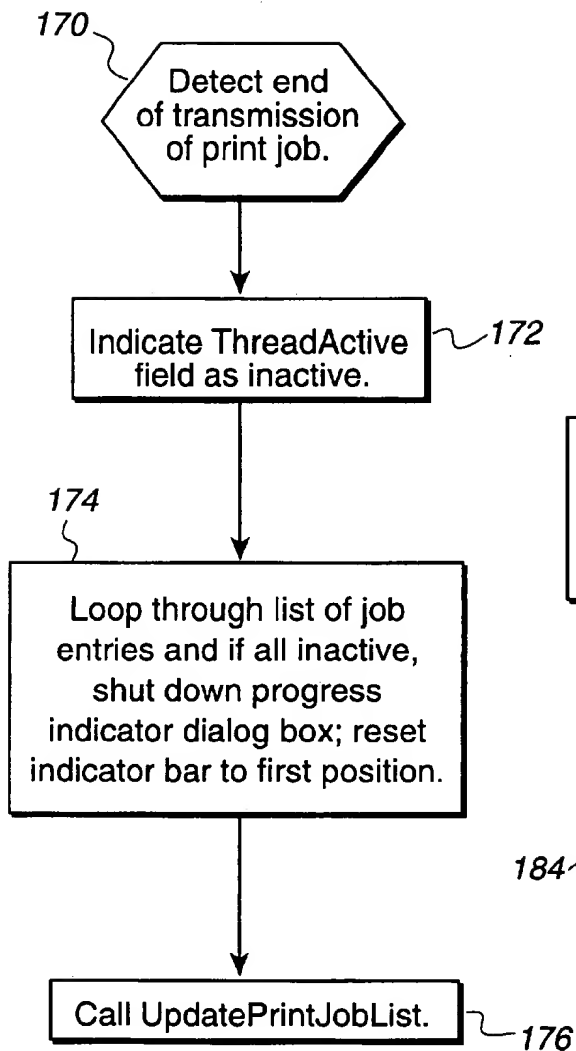 170
Detect end
of transmission
of print job.
Indicate ThreadActive
field as inactive.
172
174
Loop through list of job
entries and if all inactive,
shut down progress
indicator dialog box; reset
indicator bar to first position.
184
Call UpdatePrintJobList.
176